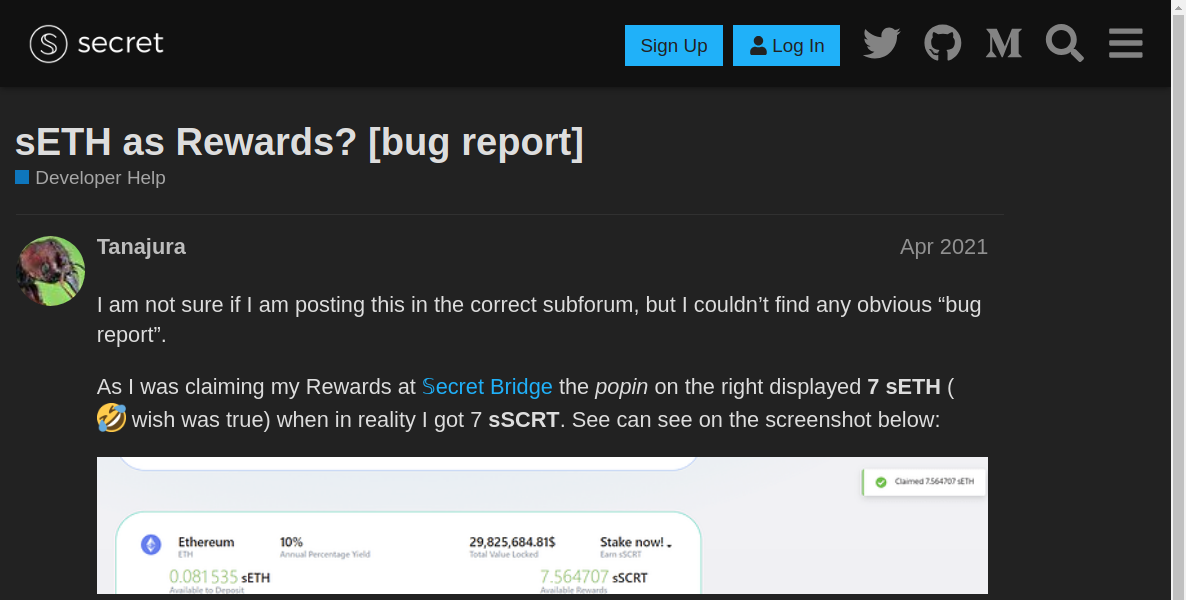 secret
Sign Up
Log In
sETH as Rewards? [bug report]
Developer Help
Tanajura
Apr 2021
I am not sure if I am posting this in the correct subforum, but I couldn’t find any obvious “bug
report”.
As I was claiming my Rewards at 𝕊ecret Bridge the popin on the right displayed 7 sETH (
🤣 wish was true) when in reality I got 7 sSCRT. See can see on the screenshot below:
Claimed 7.564707 sETH
Ethereum 10% 29,825,684.81$ Stake now!
ETH Annual Percentage Yield Total Value Locked Earn sSCRT
0.081535 sETH 7.564707 sSCRT
Available to Deposit Available Rewards